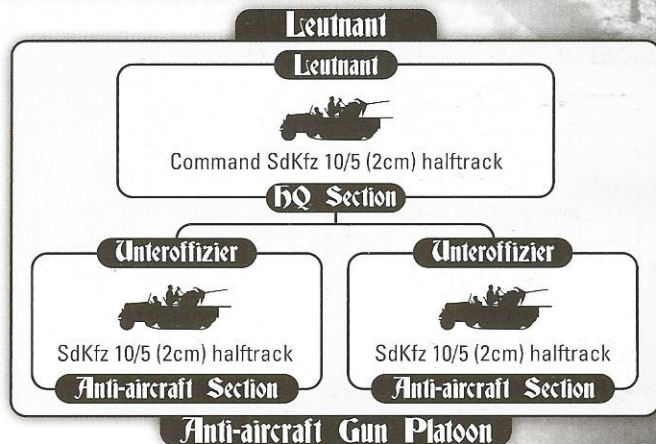 Leutnant
Leutnant
Command SdKfz 10/5 (2cm) halftrack
HQ Section
Unteroffizier
SdKfz 10/5 (2cm) halftrack
Anti-aircraft Section
Unteroffizier
SdKfz 10/5 (2cm) halftrack
Anti-aircraft Section
Anti-aircraft Gun Platoon